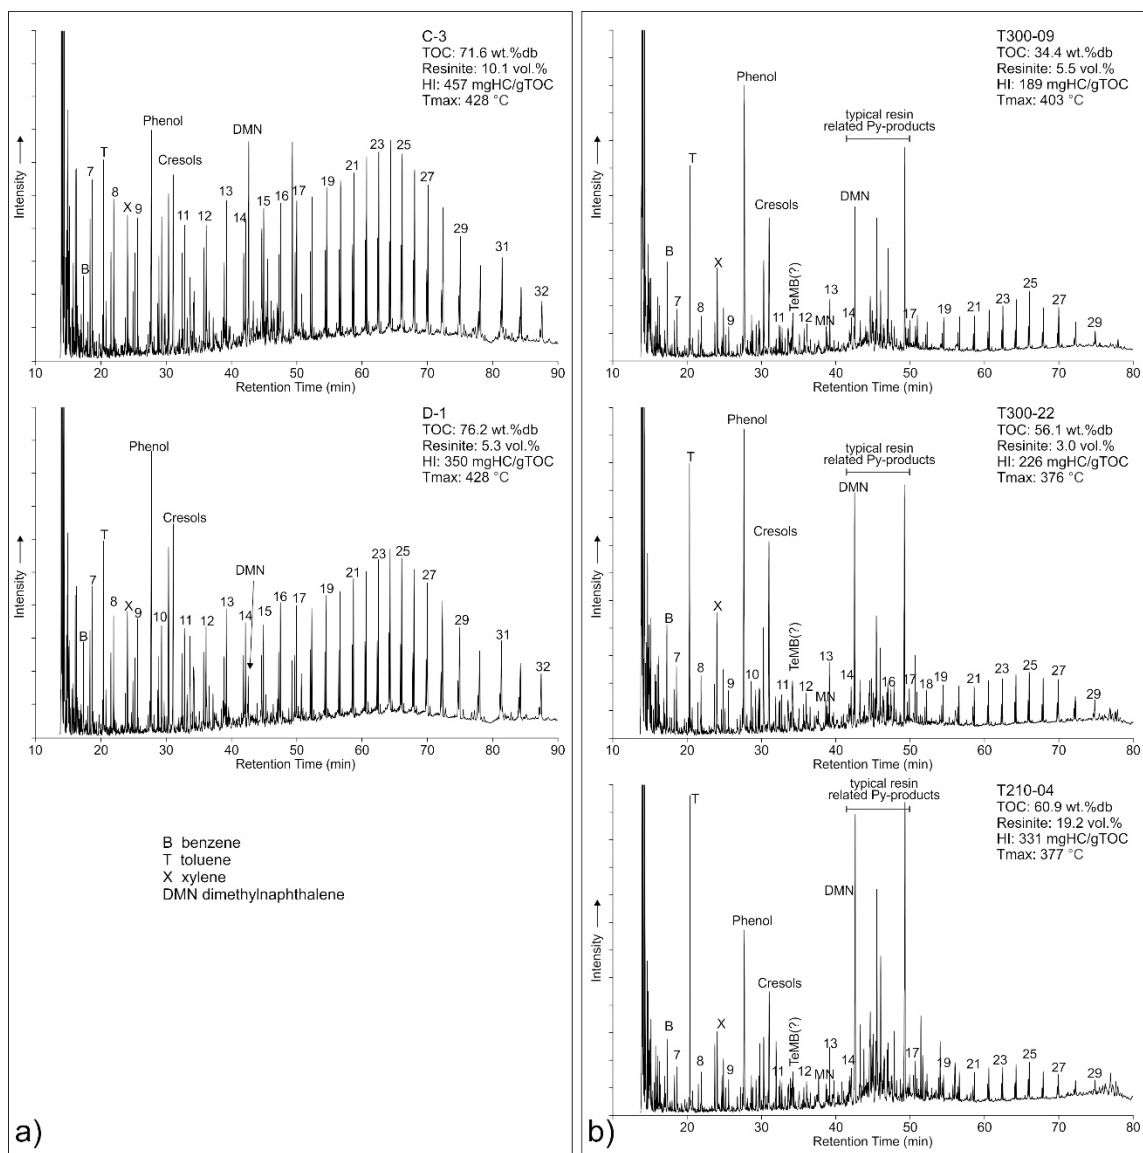 C-3
TOC: 71.6 wt.%db
Resinite: 10.1 vol.%
HI: 457 mgHC/gTOC
Tmax: 428 °C
Intensity
Phenol
DMN
T
Cresols
7
8
X
9
B
11
12
13
14
15
16
17
19
21
23
25
27
29
31
32
10 20 30 40 50 60 70 80 90
Retention Time (min)
D-1
TOC: 76.2 wt.%db
Resinite: 5.3 vol.%
HI: 350 mgHC/gTOC
Tmax: 428 °C
Intensity
Phenol
T
Cresols
DMN
7
8
X
9
B
10
11
12
13
14
15
16
17
19
21
23
25
27
29
31
32
10 20 30 40 50 60 70 80 90
Retention Time (min)
B benzene
T toluene
X xylene
DMN dimethylnaphthalene
a)
T300-09
TOC: 34.4 wt.%db
Resinite: 5.5 vol.%
HI: 189 mgHC/gTOC
Tmax: 403 °C
typical resin
related Py-products
Intensity
Phenol
T
Cresols
DMN
B
X
7
8
9
11
TeMB(?)
12
MN
13
14
17
19
21
23
25
27
29
10 20 30 40 50 60 70 80
Retention Time (min)
T300-22
TOC: 56.1 wt.%db
Resinite: 3.0 vol.%
HI: 226 mgHC/gTOC
Tmax: 376 °C
typical resin
related Py-products
Intensity
Phenol
T
DMN
Cresols
B
X
7
8
9
10
11
TeMB(?)
12
MN
13
14
16
17
18
19
21
23
25
27
29
10 20 30 40 50 60 70 80
Retention Time (min)
T210-04
TOC: 60.9 wt.%db
Resinite: 19.2 vol.%
HI: 331 mgHC/gTOC
Tmax: 377 °C
typical resin
related Py-products
Intensity
T
DMN
Phenol
Cresols
B
X
7
8
9
11
TeMB(?)
12
MN
13
14
17
19
21
23
25
27
29
10 20 30 40 50 60 70 80
Retention Time (min)
b)